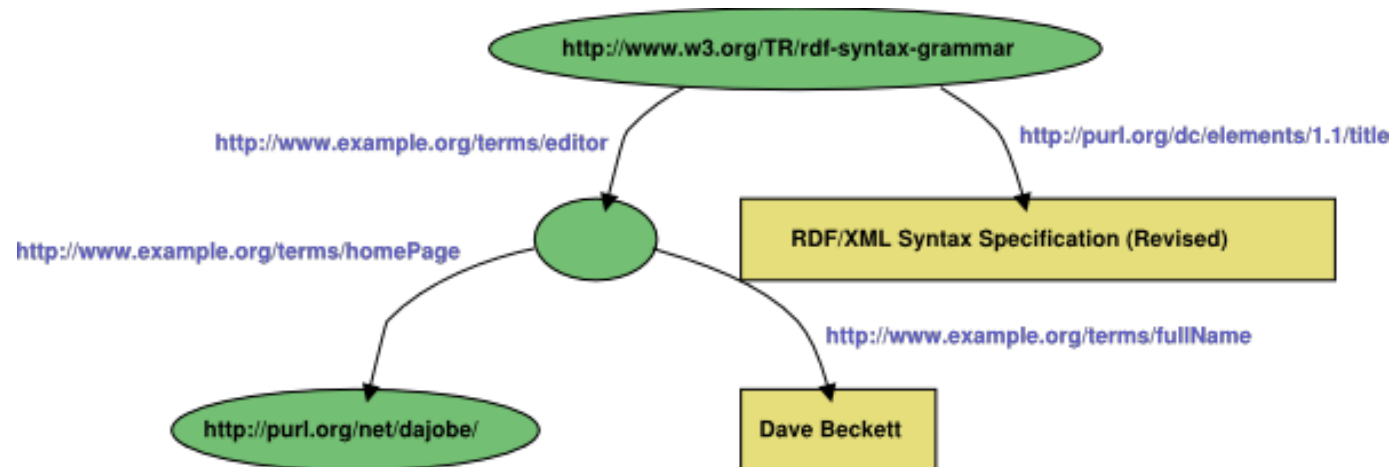 http://www.w3.org/TR/rdf-syntax-grammar
http://www.example.org/terms/editor
http://purl.org/dc/elements/1.1/title
http://www.example.org/terms/homePage
RDF/XML Syntax Specification (Revised)
http://www.example.org/terms/fullName
http://purl.org/net/dajobe/
Dave Beckett